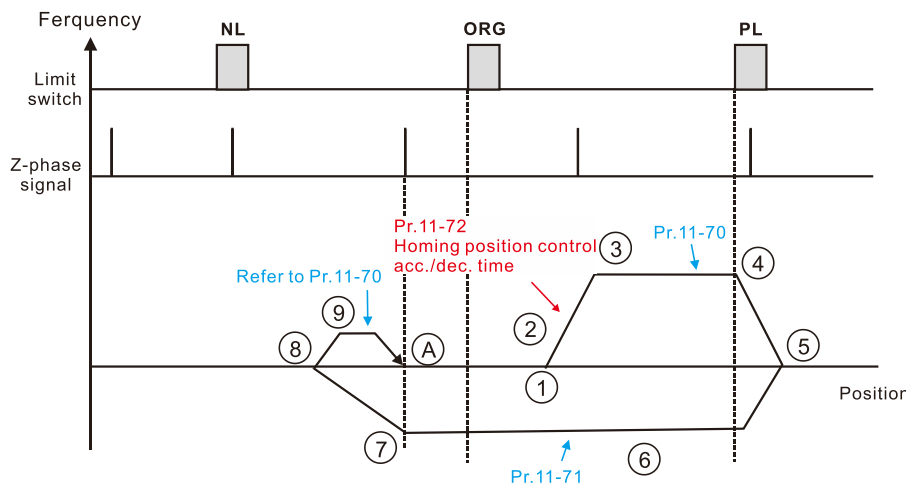 Ferquency
NL
ORG
PL
Limit
switch
Z-phase
signal
Pr.11-72
Homing position control
acc./dec. time
3
Pr.11-70
4
Refer to Pr.11-70
9
2
8
A
5
1
Position
7
6
Pr.11-71